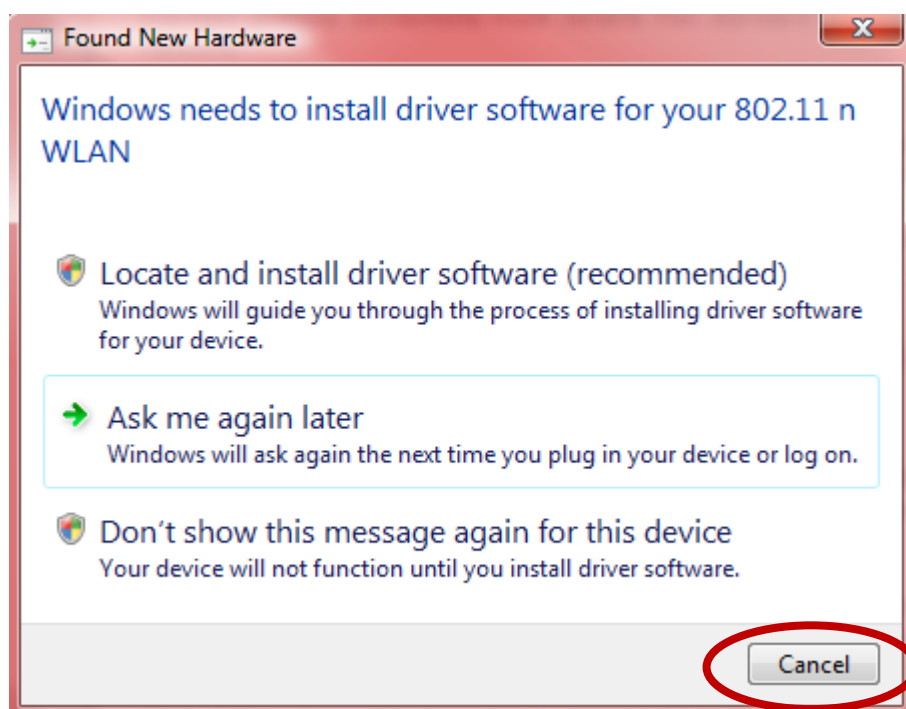 Found New Hardware
Windows needs to install driver software for your 802.11 n
WLAN
Locate and install driver software (recommended)
Windows will guide you through the process of installing driver software
for your device.
Ask me again later
Windows will ask again the next time you plug in your device or log on.
Don't show this message again for this device
Your device will not function until you install driver software.
Cancel